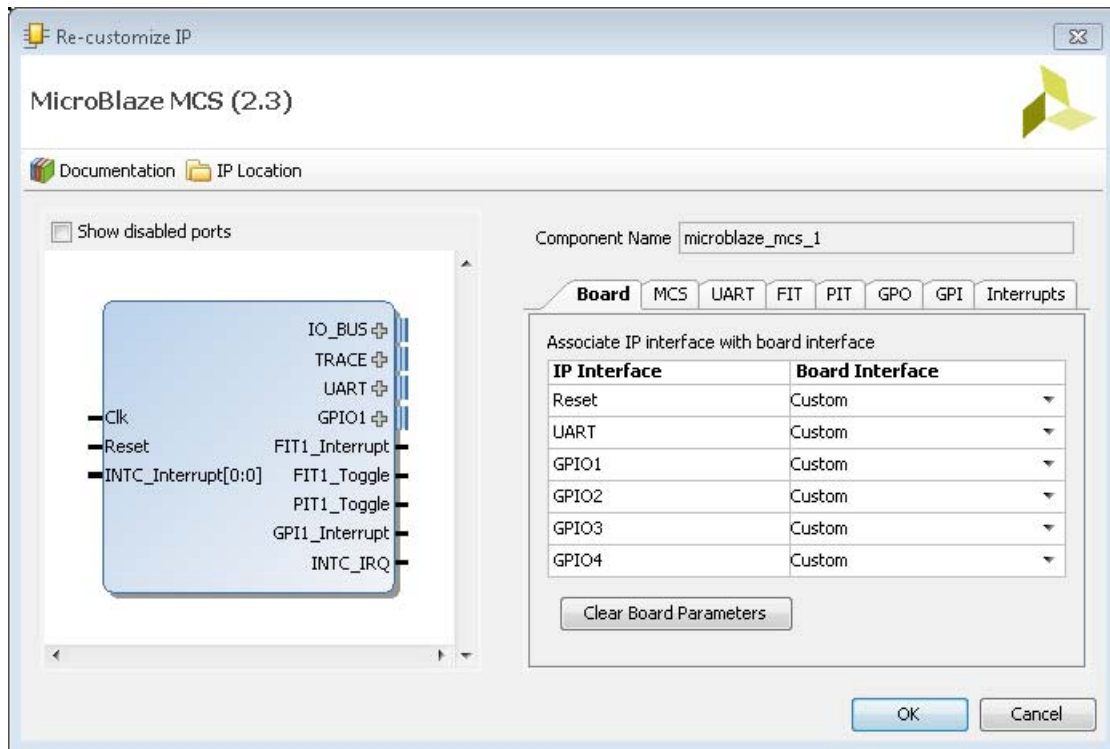 Re-customize IP
MicroBlaze MCS (2.3)
Documentation IP Location
Show disabled ports
IO_BUS
TRACE
UART
Clk GPIO1
Reset FIT1_Interrupt
INTC_Interrupt[0:0] FIT1_Toggle
PIT1_Toggle
GPI1_Interrupt
INTC_IRQ
Component Name microblaze_mcs_1
Board MCS UART FIT PIT GPO GPI Interrupts
Associate IP interface with board interface
IP Interface Board Interface
Reset Custom
UART Custom
GPIO1 Custom
GPIO2 Custom
GPIO3 Custom
GPIO4 Custom
Clear Board Parameters
OK Cancel